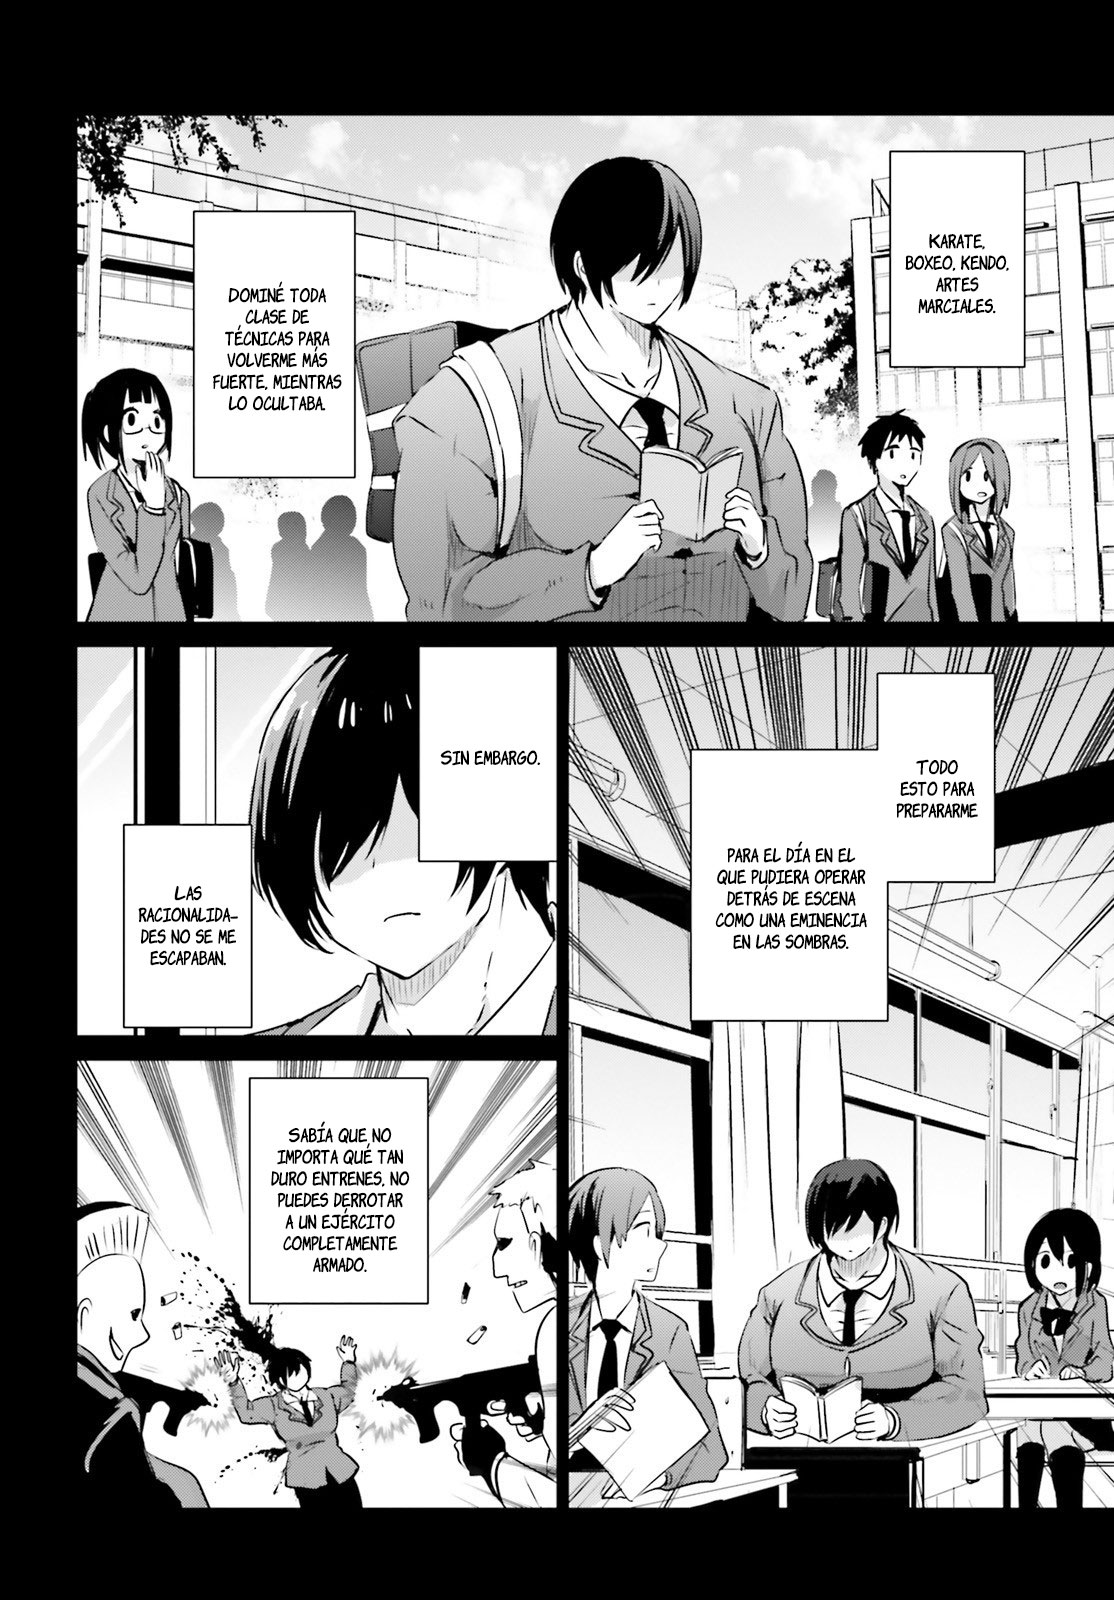 KARATE,
BOXEO, KENDO,
ARTES
MARCIALES.
DOMINÉ TODA
CLASE DE
TÉCNICAS PARA
VOLVERME MÁS
FUERTE, MIENTRAS
LO OCULTABA.
TODO
ESTO PARA
PREPARARME
PARA EL DÍA EN EL
QUE PUDIERA OPERAR
DETRÁS DE ESCENA
COMO UNA EMINENCIA
EN LAS SOMBRAS.
SIN EMBARGO.
LAS
RACIONALIDA-
DES NO SE ME
ESCAPABAN.
SABÍA QUE NO
IMPORTA QUÉ TAN
DURO ENTRENES, NO
PUEDES DERROTAR
A UN EJÉRCITO
COMPLETAMENTE
ARMADO.